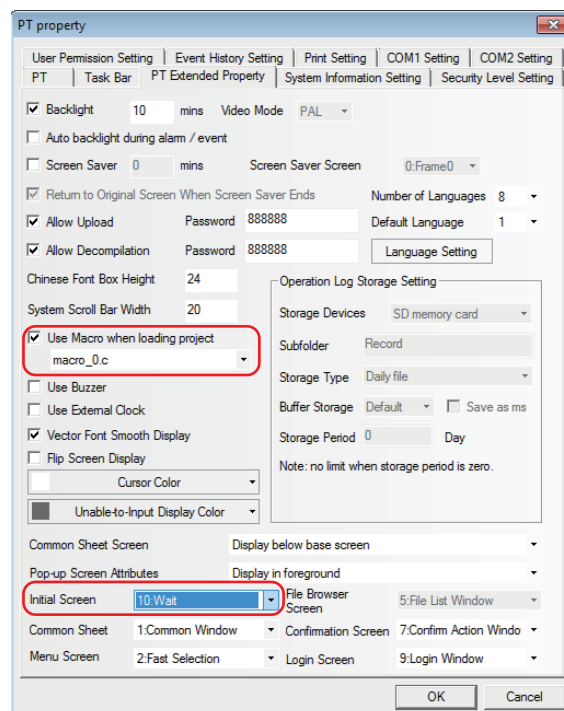 PT property
User Permission Setting Event History Setting Print Setting COM1 Setting COM2 Setting
PT Task Bar PT Extended Property System Information Setting Security Level Setting
Backlight 10 mins Video Mode PAL
Auto backlight during alarm / event
Screen Saver 0 mins Screen Saver Screen 0:Frame0
Return to Original Screen When Screen Saver Ends Number of Languages 8
Allow Upload Password 888888 Default Language 1
Allow Decompilation Password 888888 Language Setting
Chinese Font Box Height 24 Operation Log Storage Setting
System Scroll Bar Width 20 Storage Devices SD memory card
Use Macro when loading project Subfolder Record
macro_0.c
Storage Type Daily file
Use Buzzer
Use External Clock Buffer Storage Default Save as ms
Vector Font Smooth Display Storage Period 0 Day
Flip Screen Display Note: no limit when storage period is zero.
Cursor Color
Unable-to-Input Display Color
Common Sheet Screen Display below base screen
Pop-up Screen Attributes Display in foreground
Initial Screen 10:Wait File Browser Screen 5:File List Window
Common Sheet 1:Common Window Confirmation Screen 7:Confirm Action Windo
Menu Screen 2:Fast Selection Login Screen 9:Login Window
OK Cancel